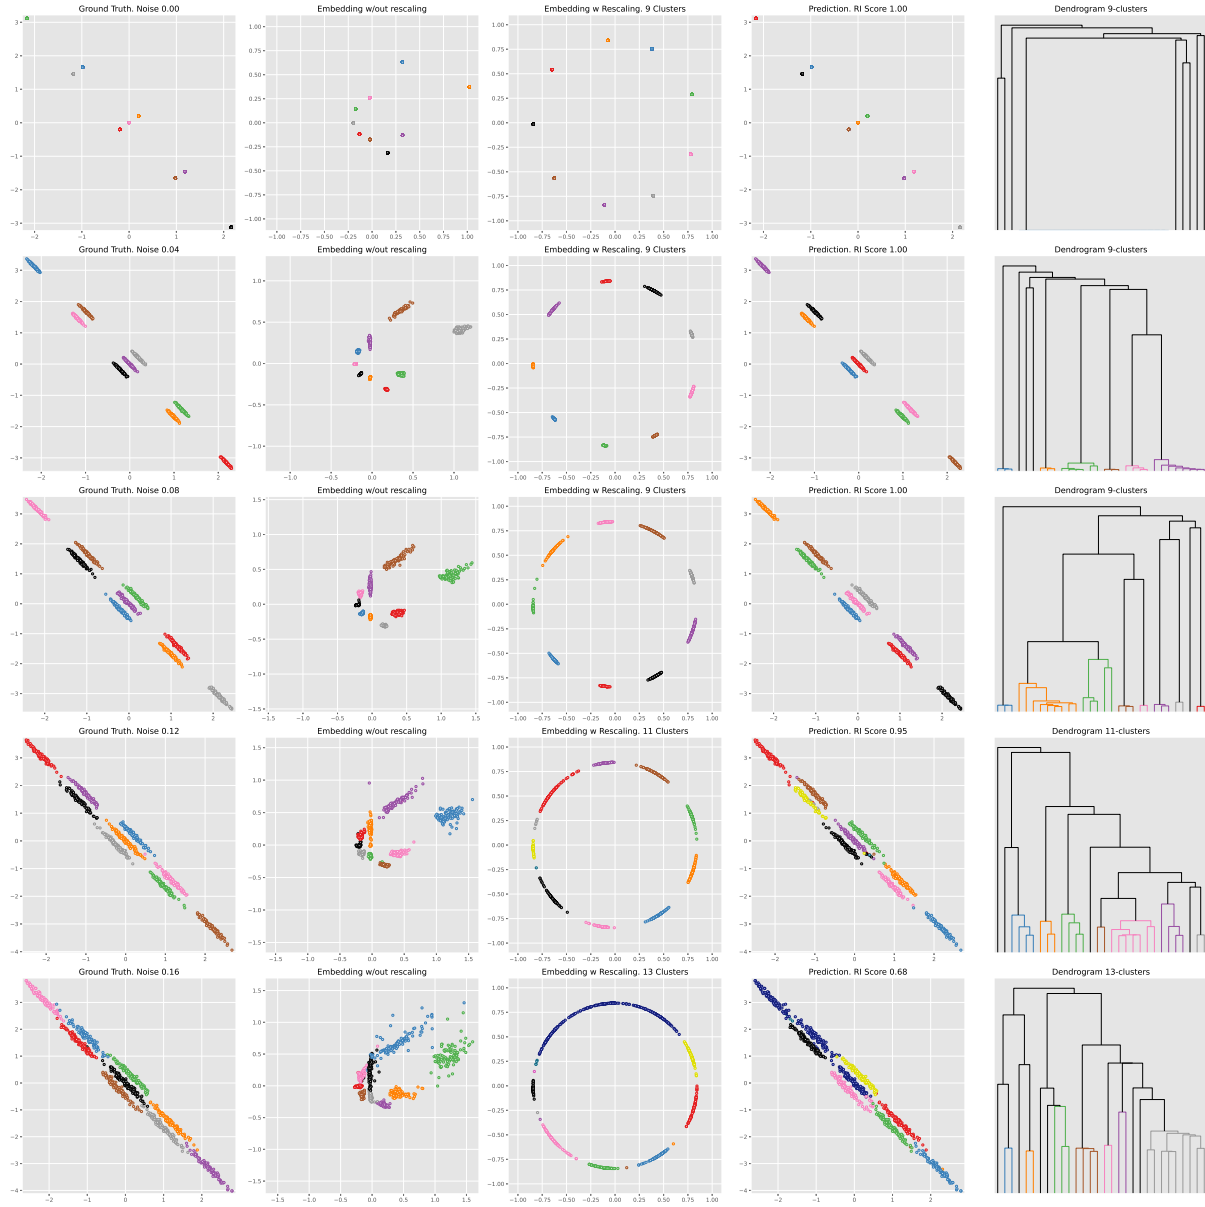 Ground Truth. Noise 0.00
Embedding w/out rescaling
Embedding w Rescaling. 9 Clusters
Prediction. RI Score 1.00
Dendrogram 9-clusters
Ground Truth. Noise 0.04
Embedding w/out rescaling
Embedding w Rescaling. 9 Clusters
Prediction. RI Score 1.00
Dendrogram 9-clusters
Ground Truth. Noise 0.08
Embedding w/out rescaling
Embedding w Rescaling. 9 Clusters
Prediction. RI Score 1.00
Dendrogram 9-clusters
Ground Truth. Noise 0.12
Embedding w/out rescaling
Embedding w Rescaling. 11 Clusters
Prediction. RI Score 0.95
Dendrogram 11-clusters
Ground Truth. Noise 0.16
Embedding w/out rescaling
Embedding w Rescaling. 13 Clusters
Prediction. RI Score 0.68
Dendrogram 13-clusters